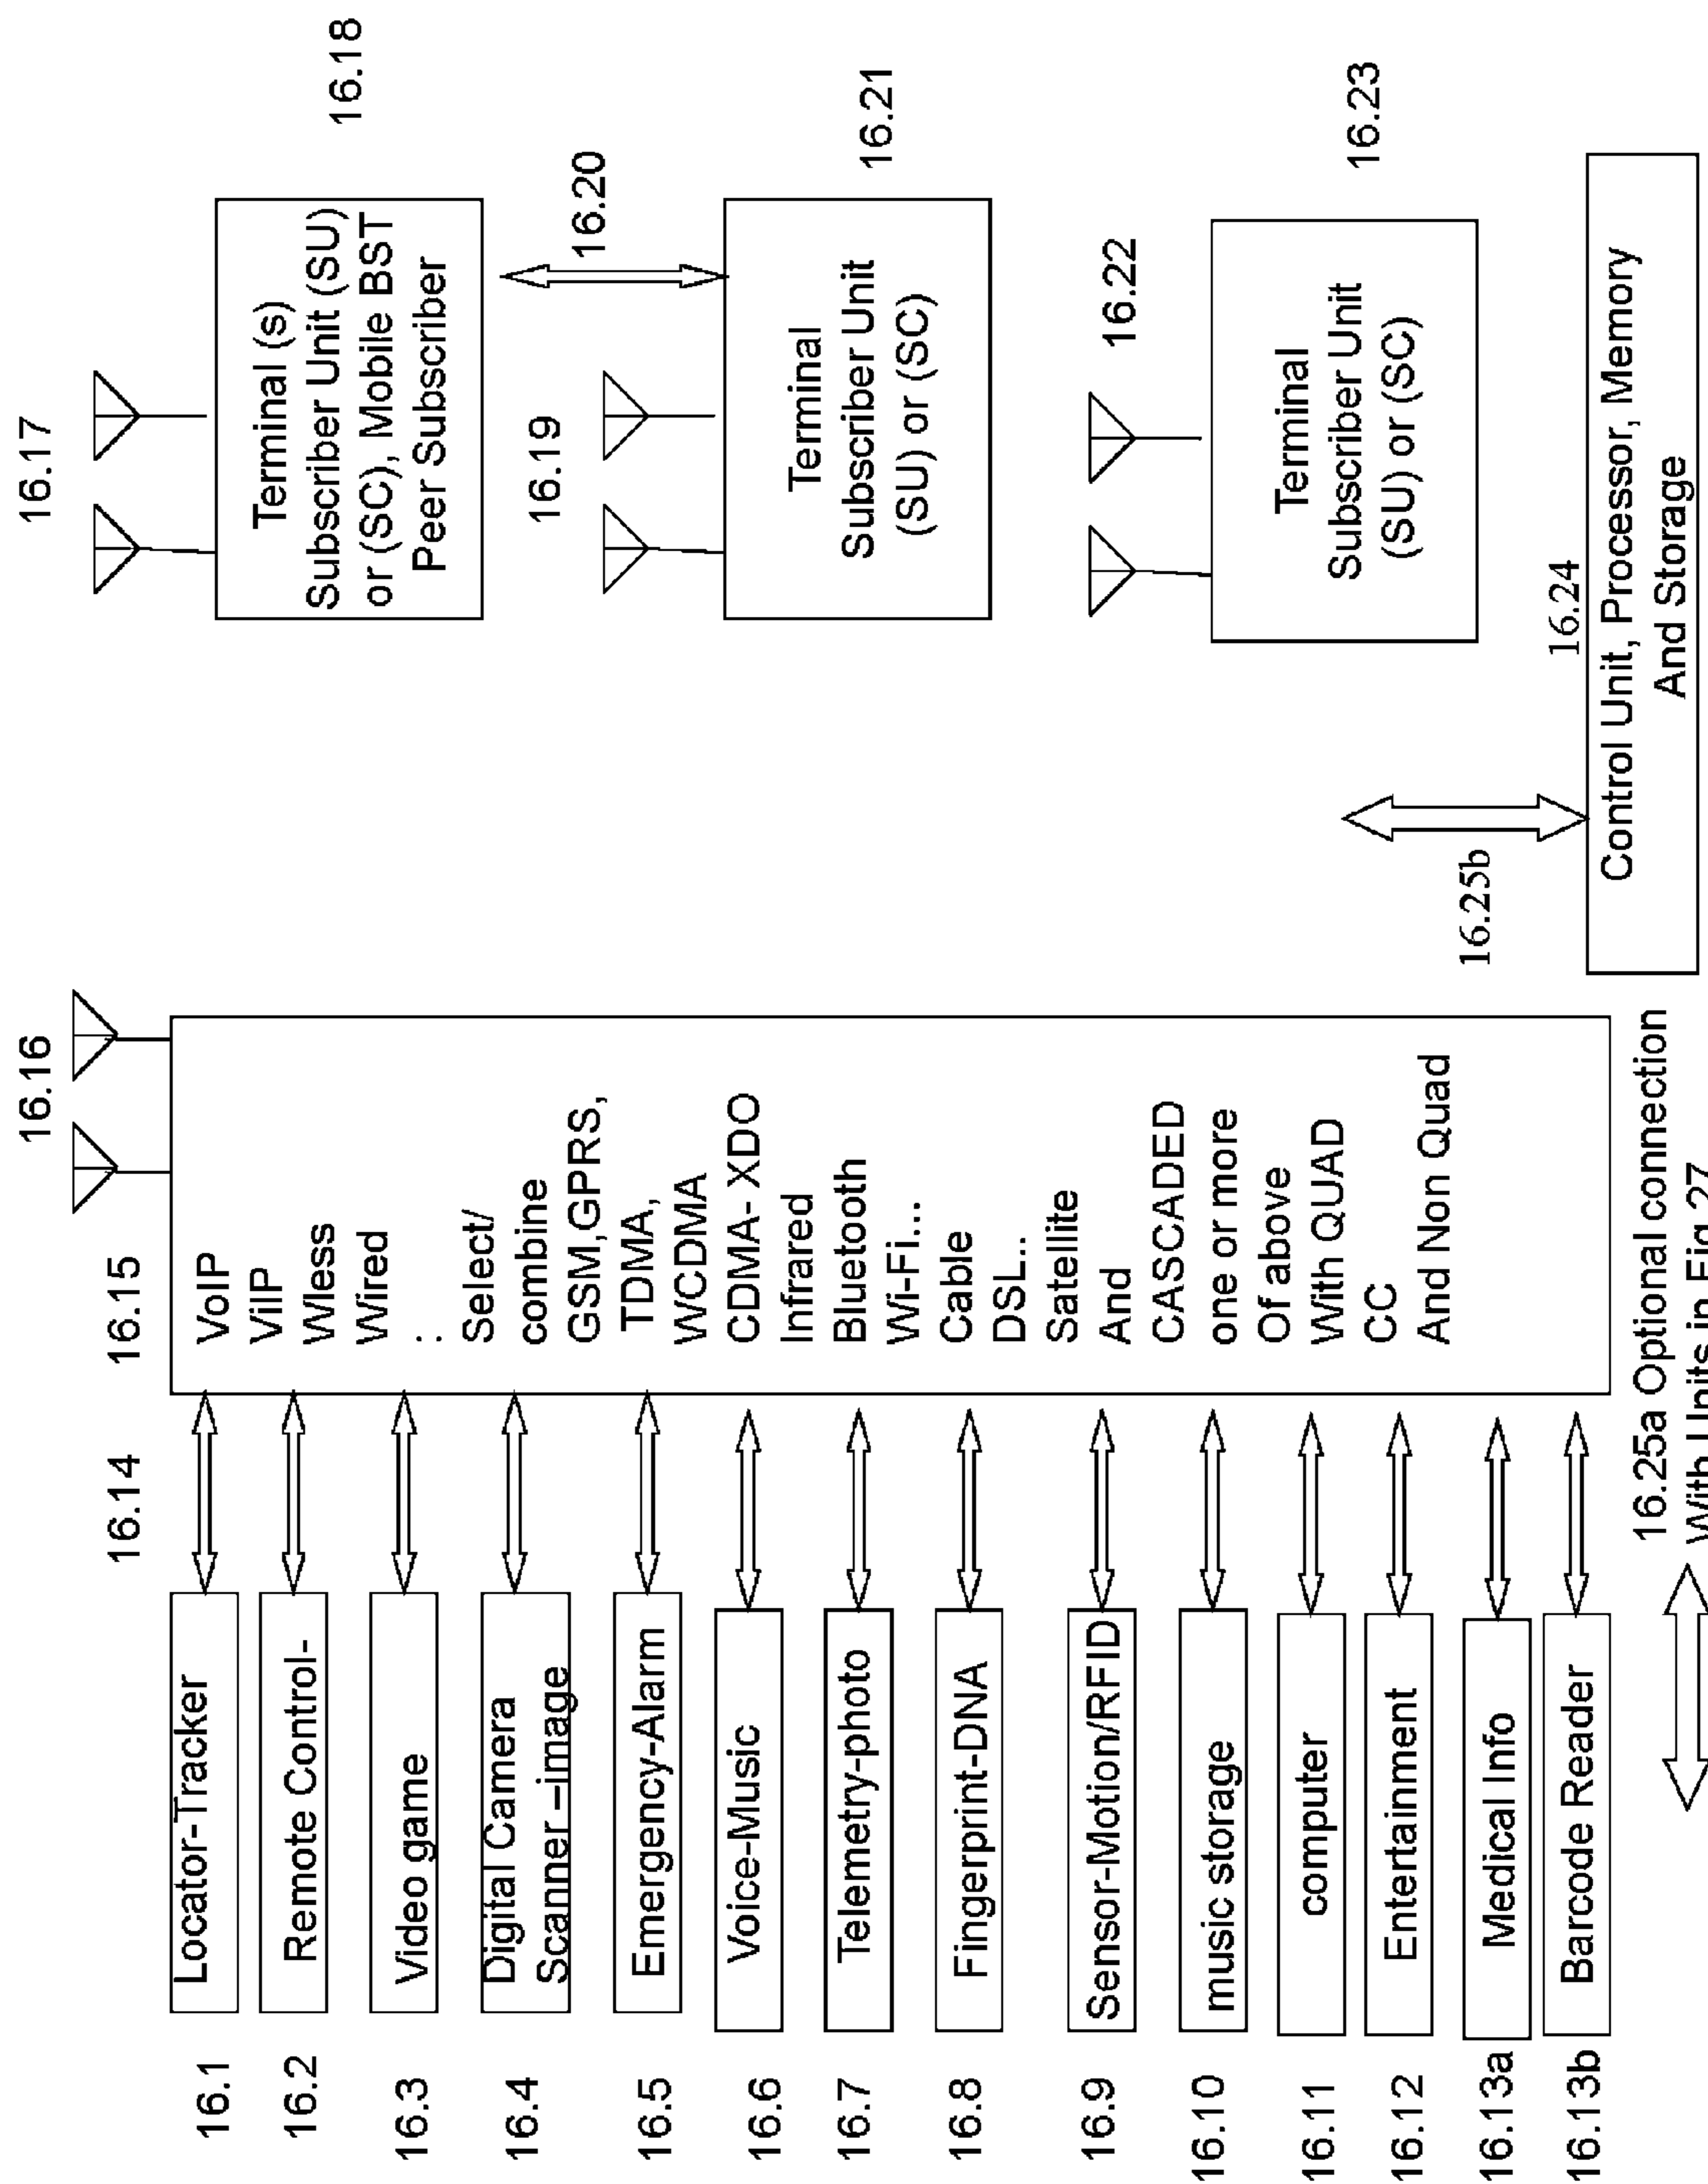 16.1
Locator-Tracker
16.2
Remote Control-
16.3
Video game
16.4
Digital Camera
Scanner –image
16.5
Emergency-Alarm
16.6
Voice-Music
16.7
Telemetry-photo
16.8
Fingerprint-DNA
16.9
Sensor-Motion/RFID
16.10
music storage
16.11
computer
16.12
Entertainment
16.13a
Medical Info
16.13b
Barcode Reader
16.14
16.15
16.16
VoIP
ViIP
Wless
Wired
:
Select/
combine
GSM,GPRS,
TDMA,
WCDMA
CDMA- XDO
Infrared
Bluetooth
Wi-Fi...
Cable
DSL..
Satellite
And
CASCADED
one or more
Of above
With QUAD
CC
And Non Quad
16.25a Optional connection
With Units in Fig.27
16.17
16.18
Terminal (s)
Subscriber Unit (SU)
or (SC), Mobile BST
Peer Subscriber
16.20
16.19
16.21
Terminal
Subscriber Unit
(SU) or (SC)
16.22
16.23
Terminal
Subscriber Unit
(SU) or (SC)
16.25b
16.24
Control Unit, Processor, Memory
And Storage